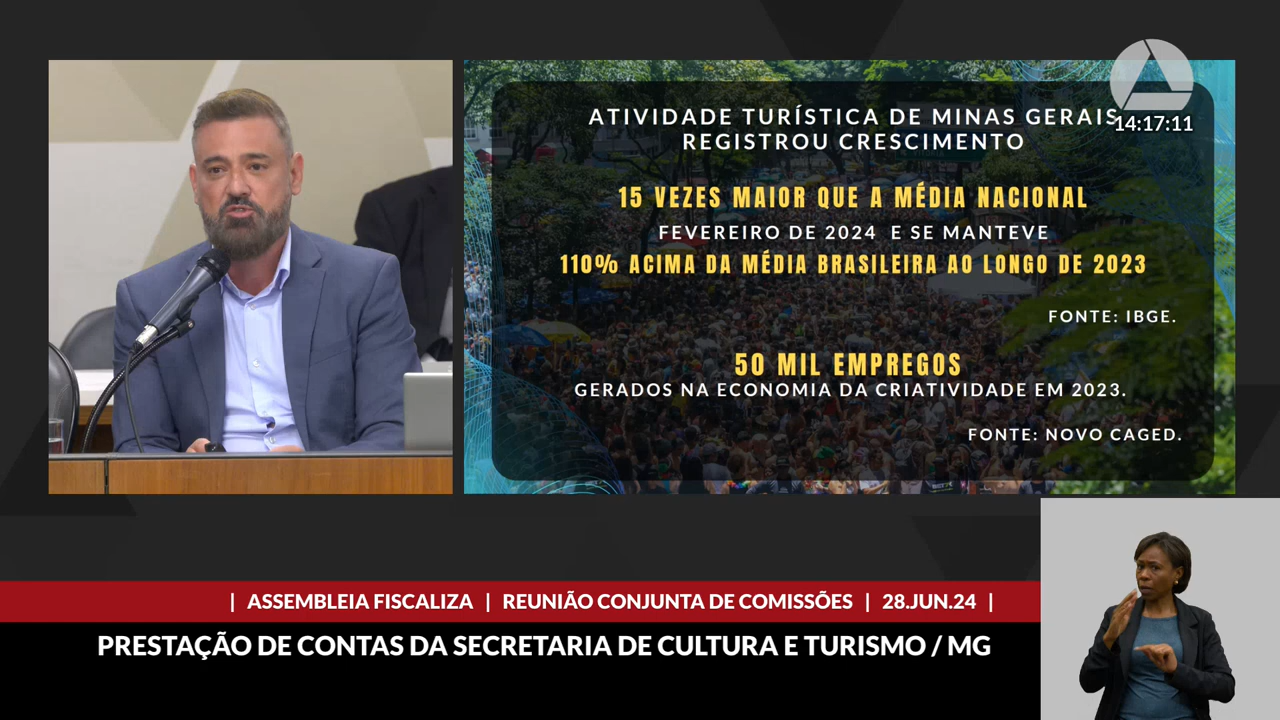 ATIVIDADE TURÍSTICA DE MINAS GERAIS
REGISTROU CRESCIMENTO
14:17:11
15 VEZES MAIOR QUE A MÉDIA NACIONAL
FEVEREIRO DE 2024 E SE MANTEVE
110% ACIMA DA MÉDIA BRASILEIRA AO LONGO DE 2023
FONTE: IBGE.
50 MIL EMPREGOS
GERADOS NA ECONOMIA DA CRIATIVIDADE EM 2023.
FONTE: NOVO CAGED.
| ASSEMBLEIA FISCALIZA | REUNIÃO CONJUNTA DE COMISSÕES | 28.JUN.24 |
PRESTAÇÃO DE CONTAS DA SECRETARIA DE CULTURA E TURISMO / MG